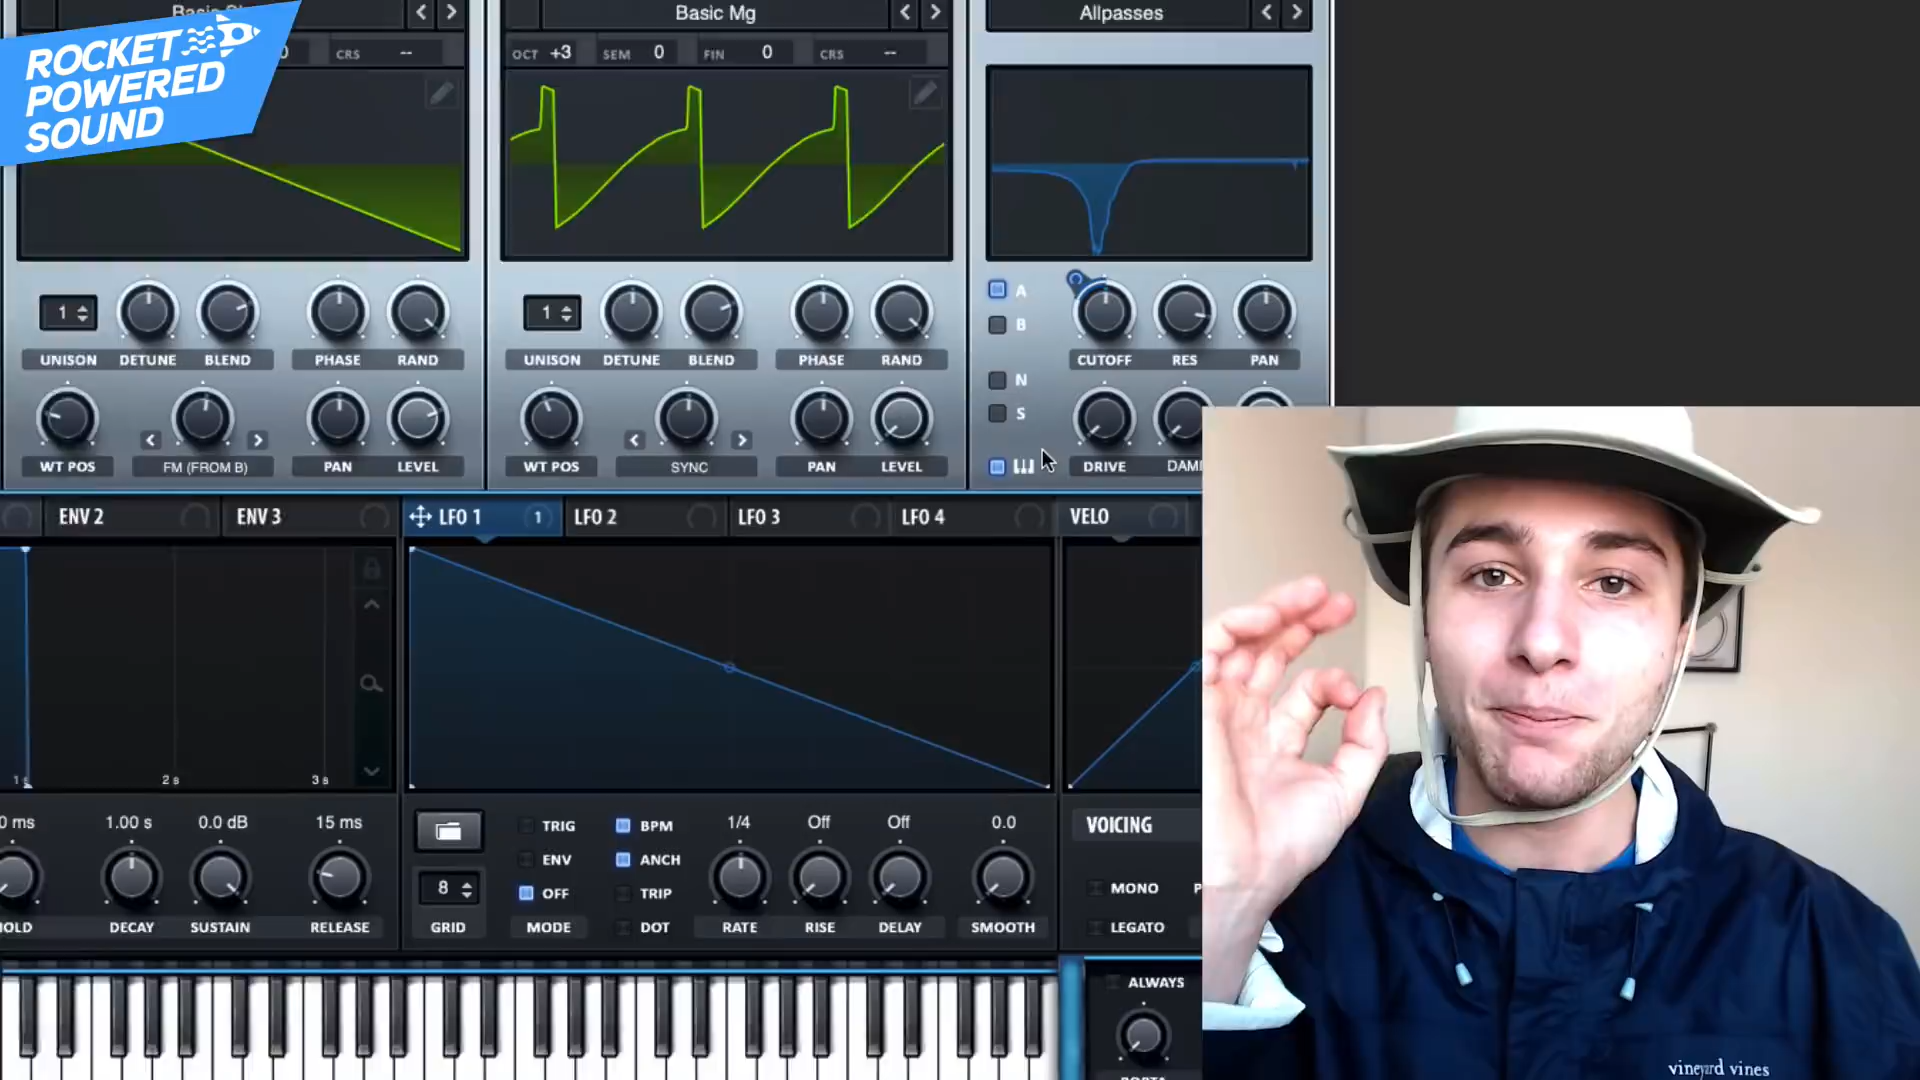 Basic Mg
Allpasses
ROCKET
POWERED
SOUND
0 CRS --
OCT +3 SEM 0 FIN 0 CRS --
A
B
N
S
1
UNISON DETUNE BLEND PHASE RAND
1
UNISON DETUNE BLEND PHASE RAND
CUTOFF RES PAN
WT POS FM (FROM B) PAN LEVEL
WT POS SYNC PAN LEVEL
DRIVE
ENV 2 ENV 3 LFO 1 1 LFO 2 LFO 3 LFO 4 VELO
1 s 2 s 3 s
0 ms 1.00 s 0.0 dB 15 ms
DECAY SUSTAIN RELEASE
8
GRID
TRIG
ENV
OFF
MODE
BPM
ANCH
TRIP
DOT
1/4 Off Off 0.0
RATE RISE DELAY SMOOTH
VOICING
MONO P
LEGATO
ALWAYS
vineyard vines